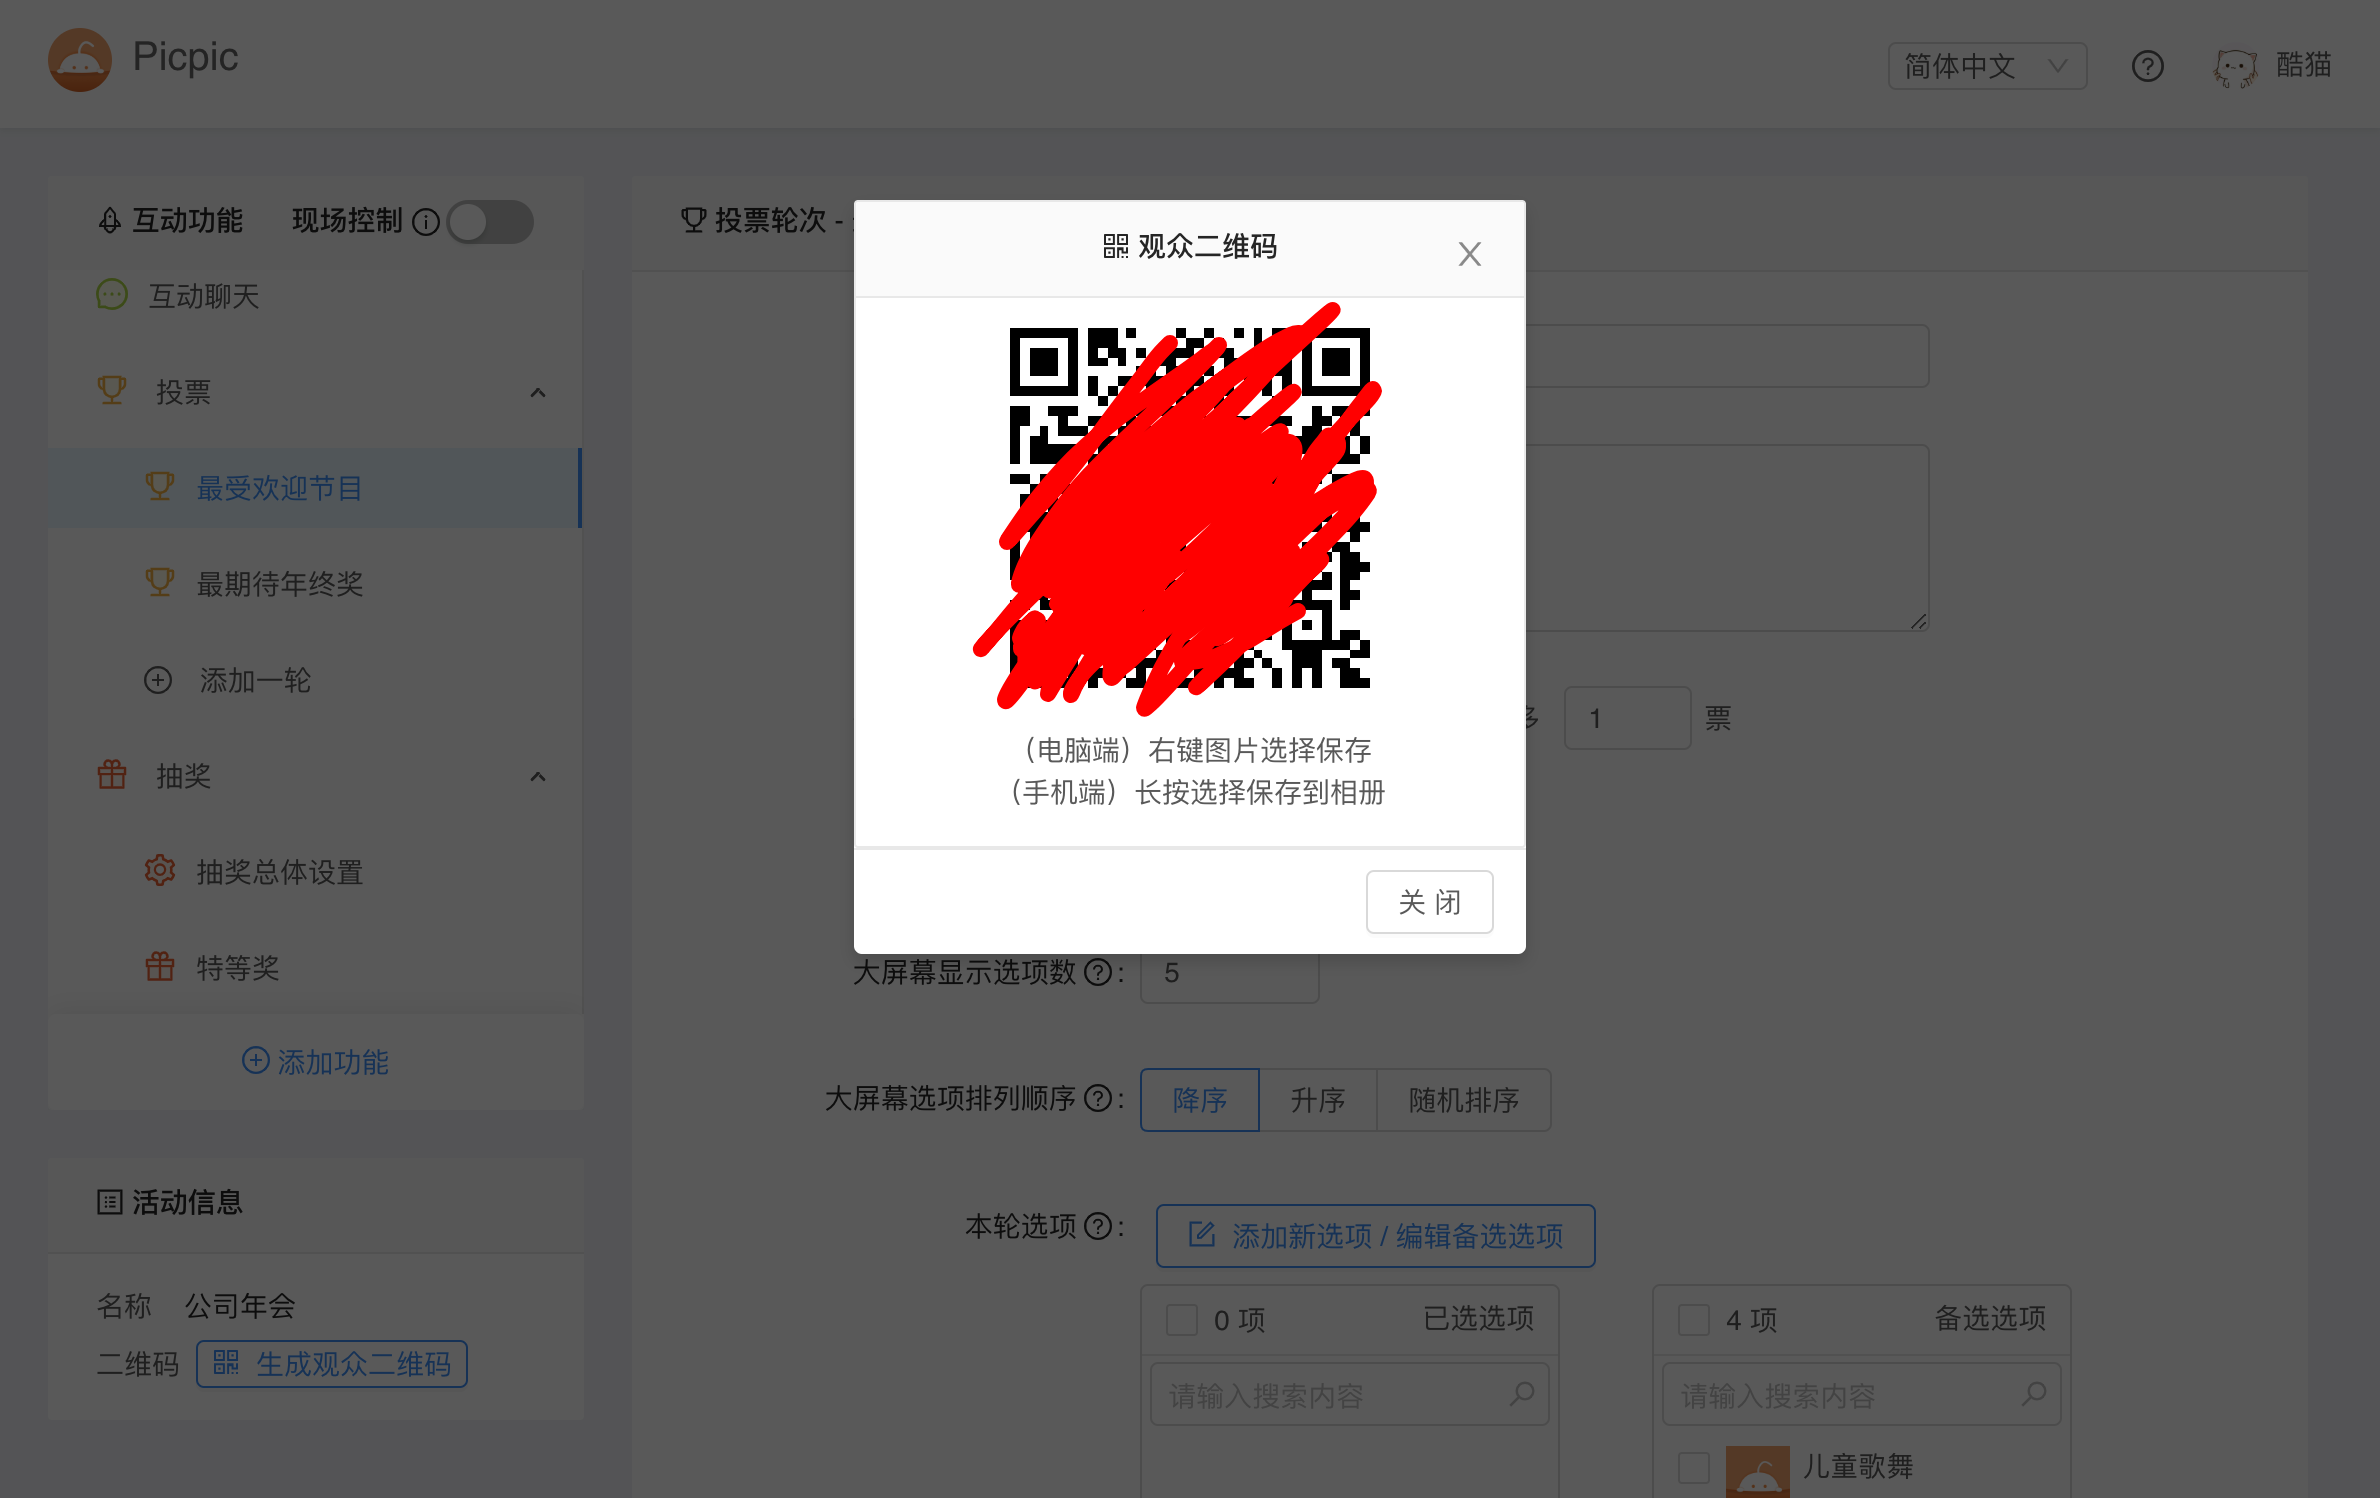 Picpic
简体中文
酷猫
互动功能 现场控制
投票轮次 -
互动聊天
投票
最受欢迎节目
最期待年终奖
添加一轮
抽奖
抽奖总体设置
特等奖
添加功能
活动信息
名称 公司年会
二维码 生成观众二维码
观众二维码
（电脑端）右键图片选择保存
（手机端）长按选择保存到相册
关 闭
1 票
大屏幕显示选项数 : 5
大屏幕选项排列顺序 : 降序 升序 随机排序
本轮选项 : 添加新选项 / 编辑备选选项
0 项 已选选项
请输入搜索内容
4 项 备选选项
请输入搜索内容
儿童歌舞